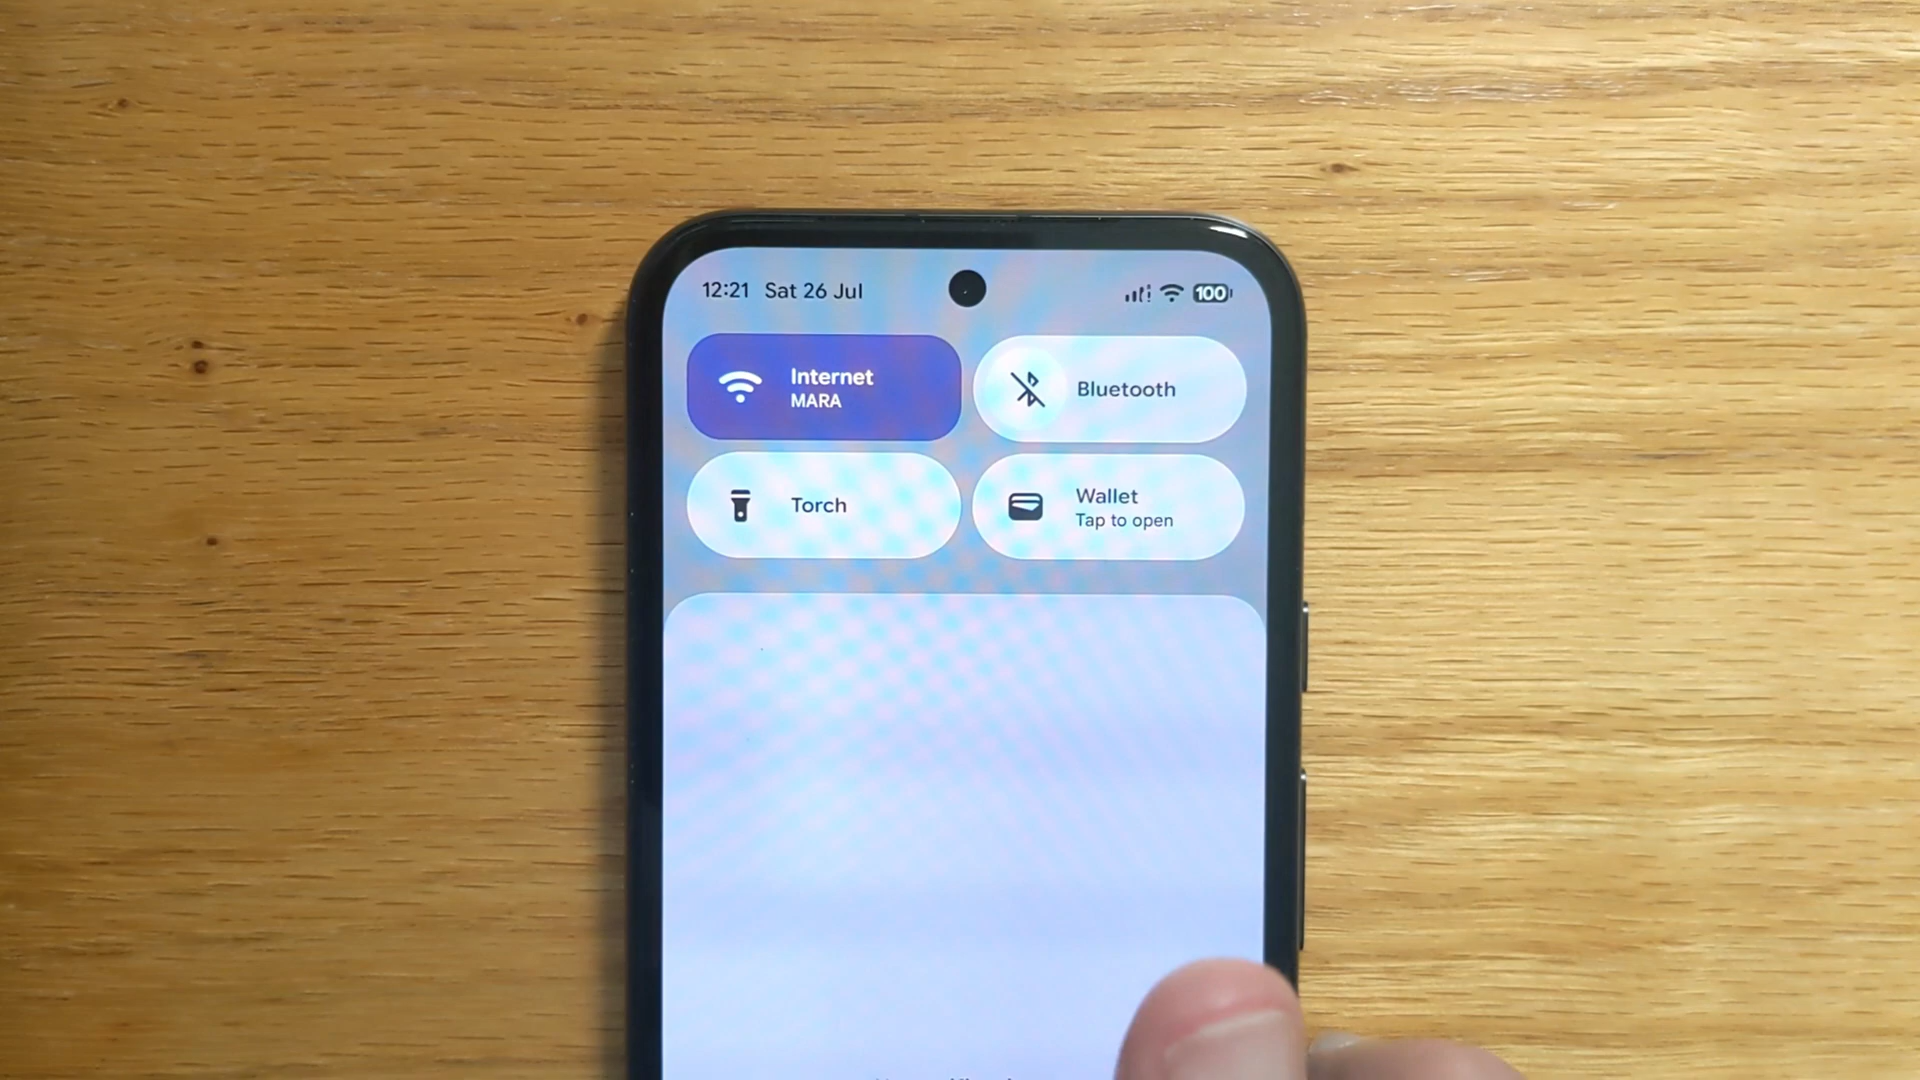 12:21 Sat 26 Jul
100
Internet
MARA
Bluetooth
Torch
Wallet
Tap to open